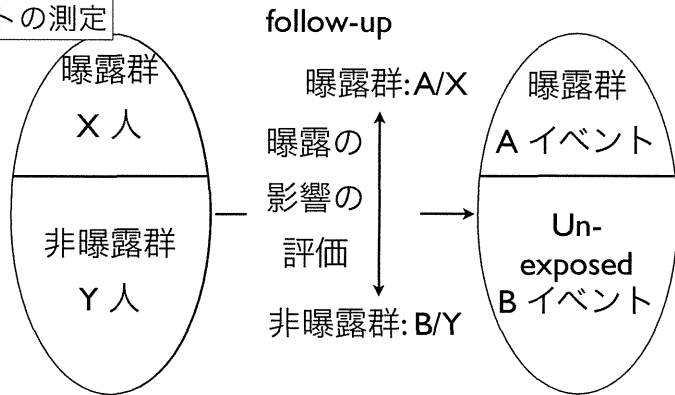 トの測定
follow-up
曝露群
X 人
非曝露群
Y 人
曝露群:A/X
曝露の
影響の
評価
非曝露群:B/Y
曝露群
A イベント
Un-
exposed
B イベント